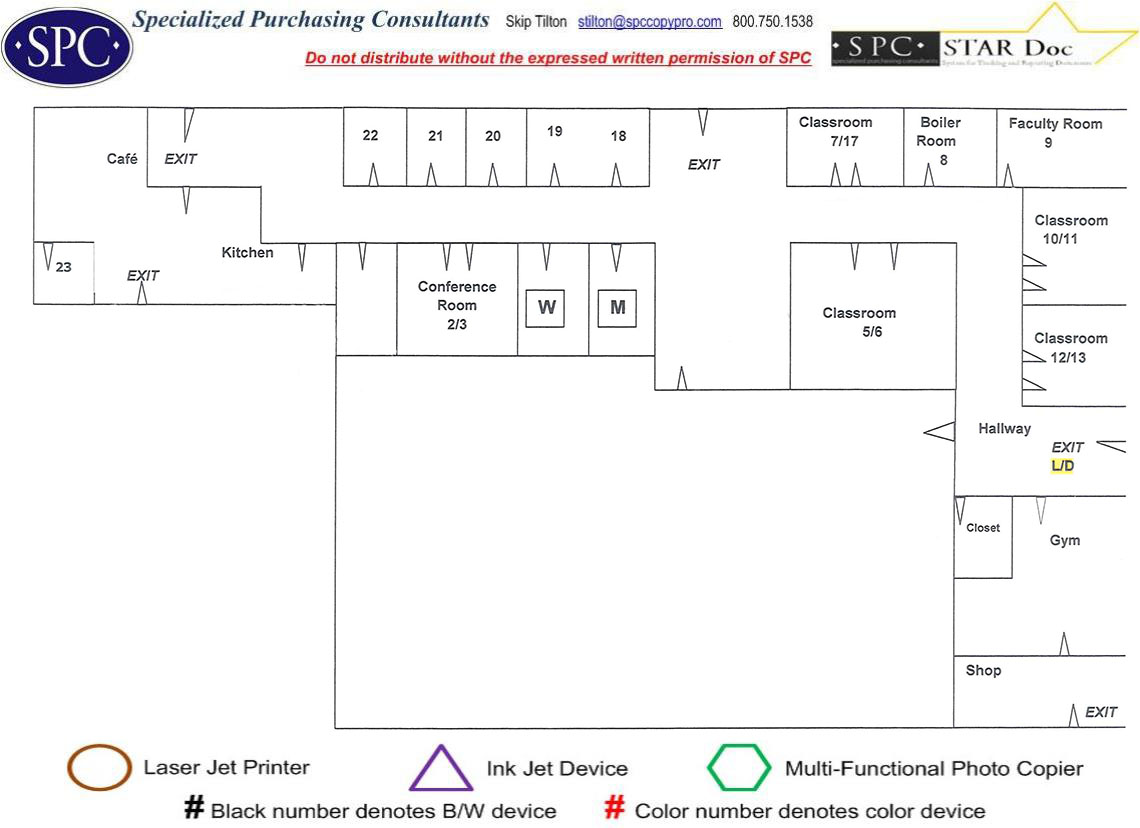 SPC
Specialized Purchasing Consultants Skip Tilton stilton@spccopypro.com 800.750.1538
Do not distribute without the expressed written permission of SPC
SPC STAR Doc
specialized purchasing consultants System for Tracking and Reporting Documents
Café
EXIT
22
21
20
19
18
EXIT
Classroom
7/17
Boiler
Room
8
Faculty Room
9
23
EXIT
Kitchen
Conference
Room
2/3
W
M
Classroom
5/6
Classroom
10/11
Classroom
12/13
Hallway
EXIT
L/D
Closet
Gym
Shop
EXIT
Laser Jet Printer
Ink Jet Device
Multi-Functional Photo Copier
# Black number denotes B/W device
# Color number denotes color device